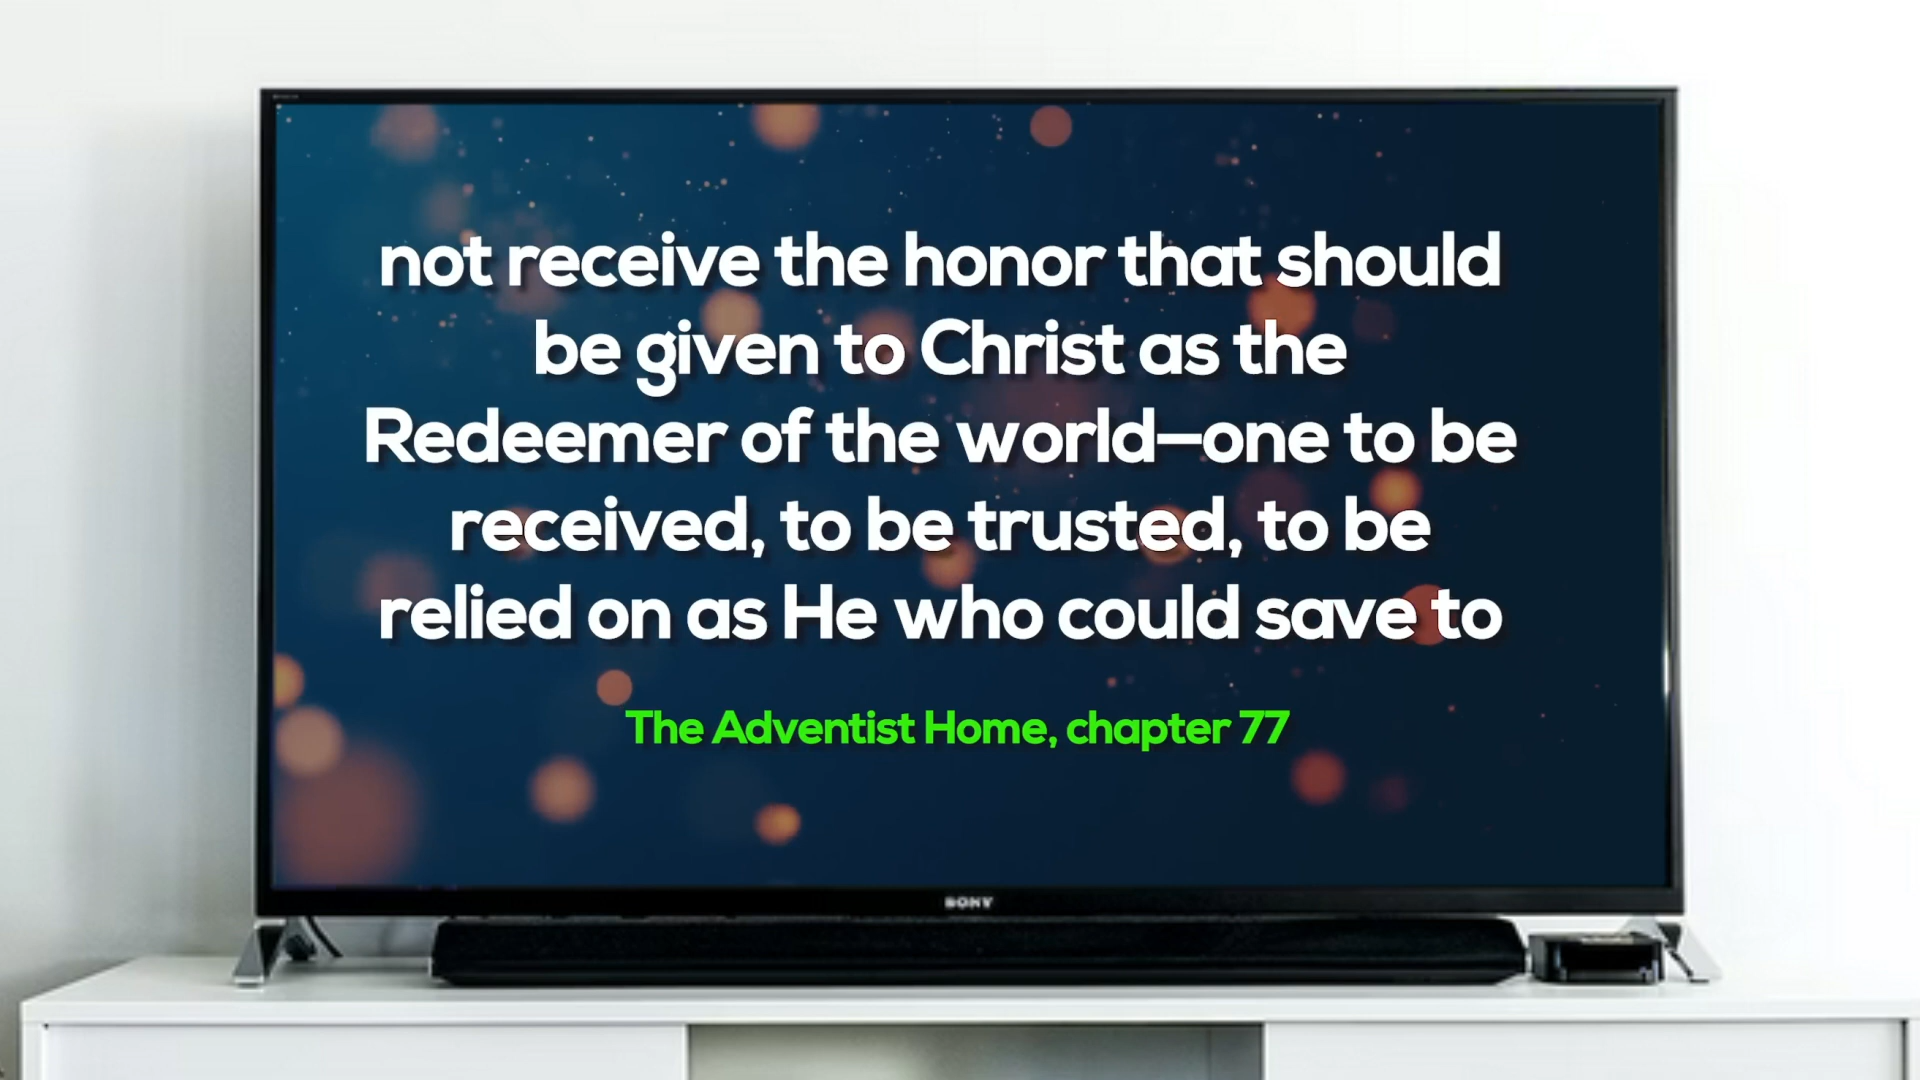 not receive the honor that should
be given to Christ as the
Redeemer of the world—one to be
received, to be trusted, to be
relied on as He who could save to
The Adventist Home, chapter 77
SONY